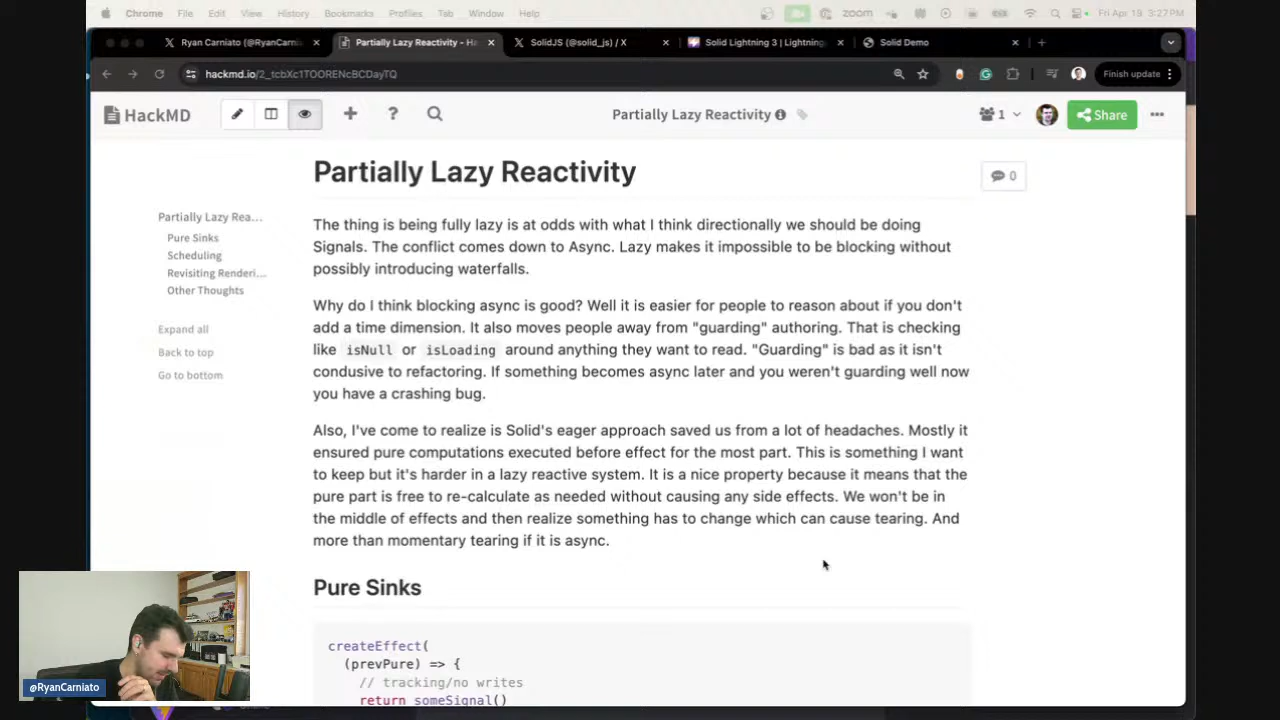 Chrome File Edit View History Bookmarks Profiles Tab Window Help zoom Fri Apr 19 3:27PM
Ryan Carniato (@RyanCarni Partially Lazy Reactivity - Ha SolidJS (@solid_js) / X Solid Lightning 3 | Lightning Solid Demo
hackmd.io/2_tcbXc1TOORENcBCDayTQ Finish update
HackMD Partially Lazy Reactivity 1 Share
Partially Lazy Reactivity
0
Partially Lazy Rea...
Pure Sinks
Scheduling
Revisiting Renderi...
Other Thoughts
Expand all
Back to top
Go to bottom
The thing is being fully lazy is at odds with what I think directionally we should be doing
Signals. The conflict comes down to Async. Lazy makes it impossible to be blocking without
possibly introducing waterfalls.
Why do I think blocking async is good? Well it is easier for people to reason about if you don't
add a time dimension. It also moves people away from "guarding" authoring. That is checking
like isNull or isLoading around anything they want to read. "Guarding" is bad as it isn't
condusive to refactoring. If something becomes async later and you weren't guarding well now
you have a crashing bug.
Also, I've come to realize is Solid's eager approach saved us from a lot of headaches. Mostly it
ensured pure computations executed before effect for the most part. This is something I want
to keep but it's harder in a lazy reactive system. It is a nice property because it means that the
pure part is free to re-calculate as needed without causing any side effects. We won't be in
the middle of effects and then realize something has to change which can cause tearing. And
more than momentary tearing if it is async.
Pure Sinks
createEffect(
(prevPure) => {
// tracking/no writes
return someSignal()
@RyanCarniato